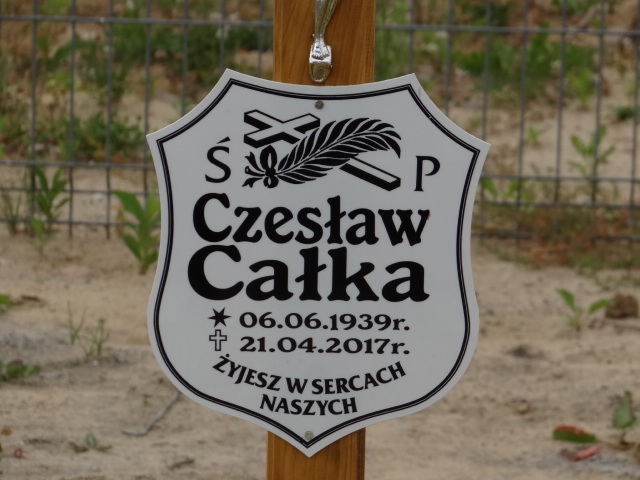 Ś P
Czesław
Całka
06.06.1939r.
21.04.2017r.
ŻYJESZ W SERCACH
NASZYCH